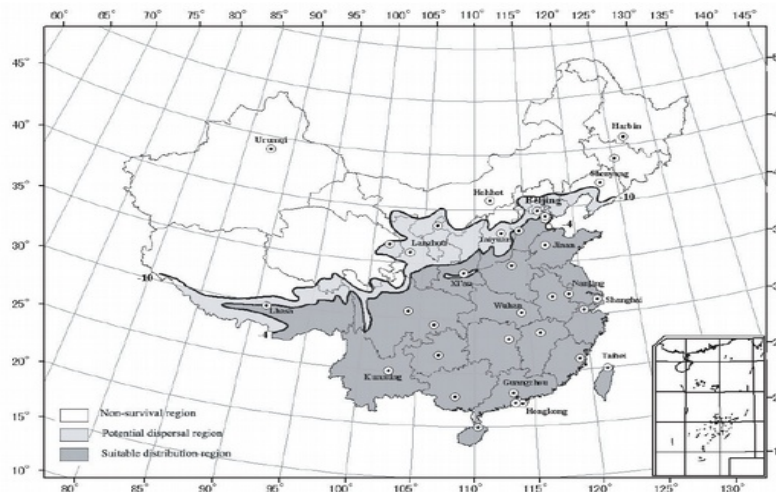 60° 65° 70° 75° 80° 85° 90° 95° 100° 105° 110° 115° 120° 125° 130° 135° 140° 145°
45°
40°
35°
30°
25°
20°
15°
10°
Urumqi
Harbin
Shenyang
Hohhot
Beijing
-10
-4
Lanzhou
Taiyuan
Jinan
Xi'an
-10
Lhasa
Nanjing
Shanghai
Wuhan
-4
Taibei
Kunming
Guangzhou
Hongkong
Non-survival region
Potential dispersal region
Suitable distribution region
80° 85° 90° 95° 100° 105° 110° 115° 120° 125° 130°